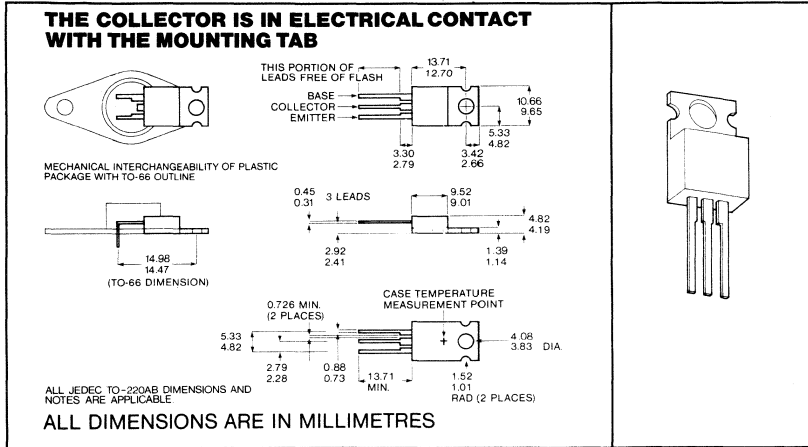 THE COLLECTOR IS IN ELECTRICAL CONTACT
WITH THE MOUNTING TAB
THIS PORTION OF
LEADS FREE OF FLASH
13.71
12.70
BASE
COLLECTOR
EMITTER
10.66
9.65
5.33
4.82
3.30
2.79
3.42
2.66
MECHANICAL INTERCHANGEABILITY OF PLASTIC
PACKAGE WITH TO-66 OUTLINE
0.45
0.31
3 LEADS
9.52
9.01
4.82
4.19
14.98
14.47
(TO-66 DIMENSION)
2.92
2.41
1.39
1.14
CASE TEMPERATURE
MEASUREMENT POINT
0.726 MIN.
(2 PLACES)
5.33
4.82
4.08
3.83 DIA.
2.79
2.28
0.88
0.73
13.71
MIN.
1.52
1.01
RAD (2 PLACES)
ALL JEDEC TO-220AB DIMENSIONS AND
NOTES ARE APPLICABLE.
ALL DIMENSIONS ARE IN MILLIMETRES